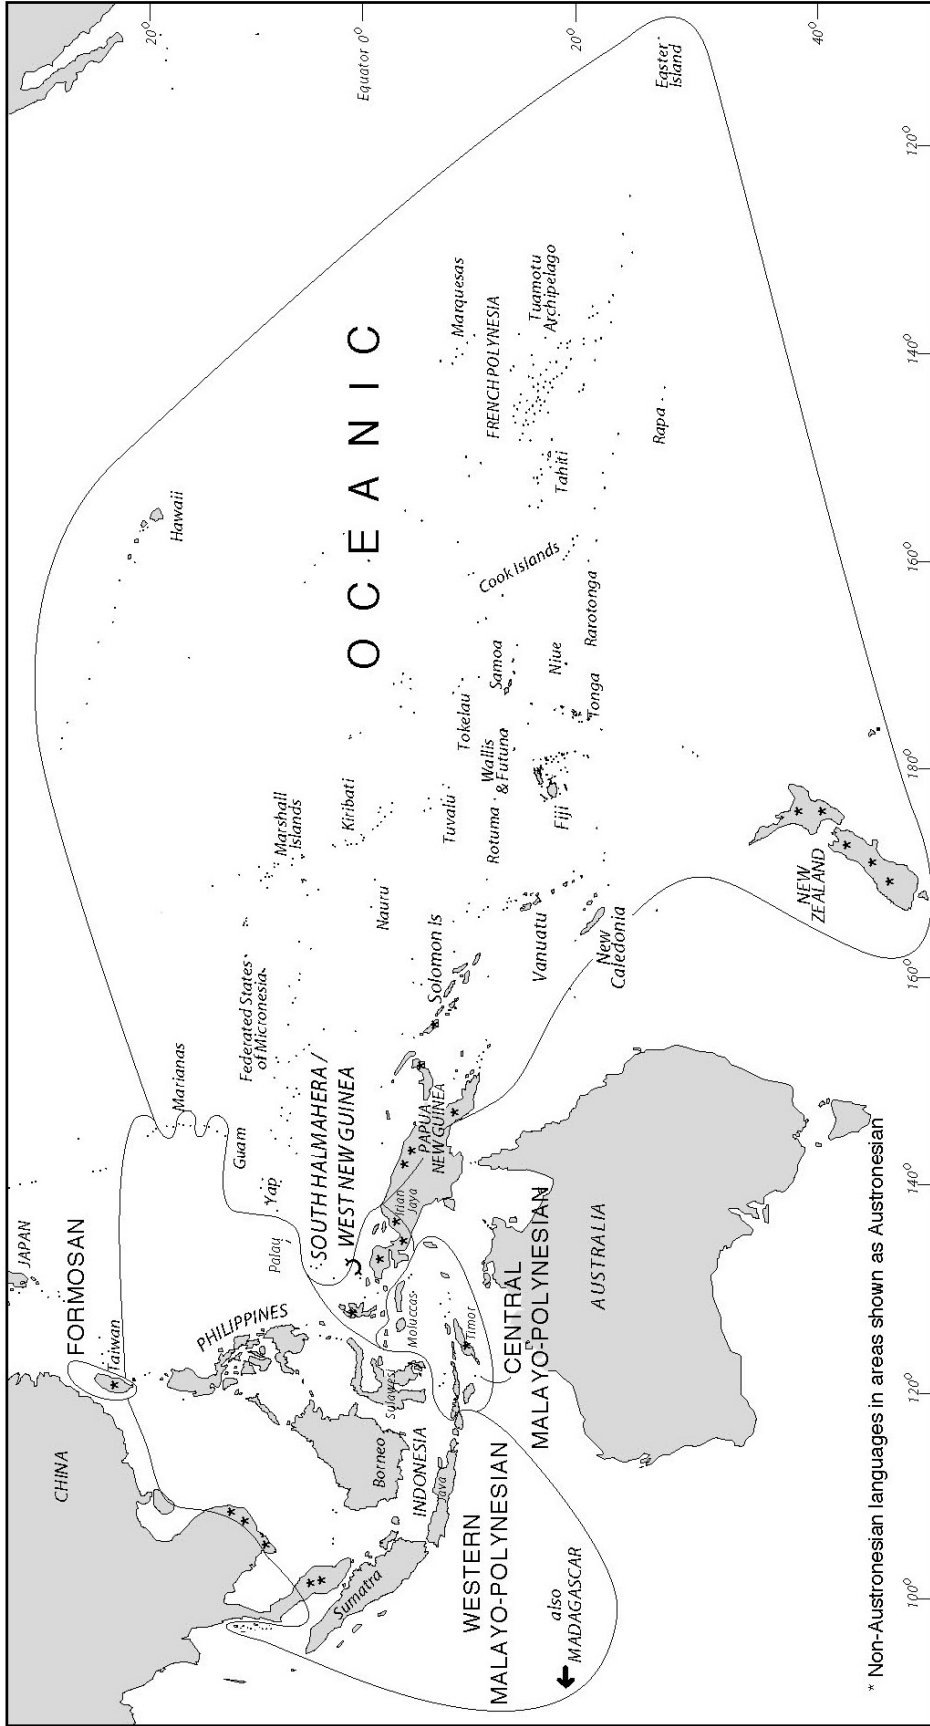 20°
Equator 0°
20°
40°
120°
140°
160°
180°
160°
140°
120°
100°
JAPAN
CHINA
FORMOSAN
Taiwan
PHILIPPINES
Marianas
Guam
Yap
Palau
Federated States
of Micronesia
Marshall
Islands
Kiribati
Nauru
Hawaii
OCEANIC
SOUTH HALMAHERA /
WEST NEW GUINEA
Irian
Jaya
PAPUA
NEW GUINEA
Solomon Is
Tuvalu
Tokelau
Rotuma
Wallis
& Futuna
Samoa
Cook Islands
Marquesas
FRENCH POLYNESIA
Tuamotu
Archipelago
Tahiti
Fiji
Niue
Tonga
Rarotonga
Rapa
Easter
Island
Vanuatu
New
Caledonia
NEW
ZEALAND
Borneo
Sulawesi
Moluccas
INDONESIA
Sumatra
Java
Timor
WESTERN
MALAYO-POLYNESIAN
CENTRAL
MALAYO-POLYNESIAN
also
MADAGASCAR
AUSTRALIA
* Non-Austronesian languages in areas shown as Austronesian